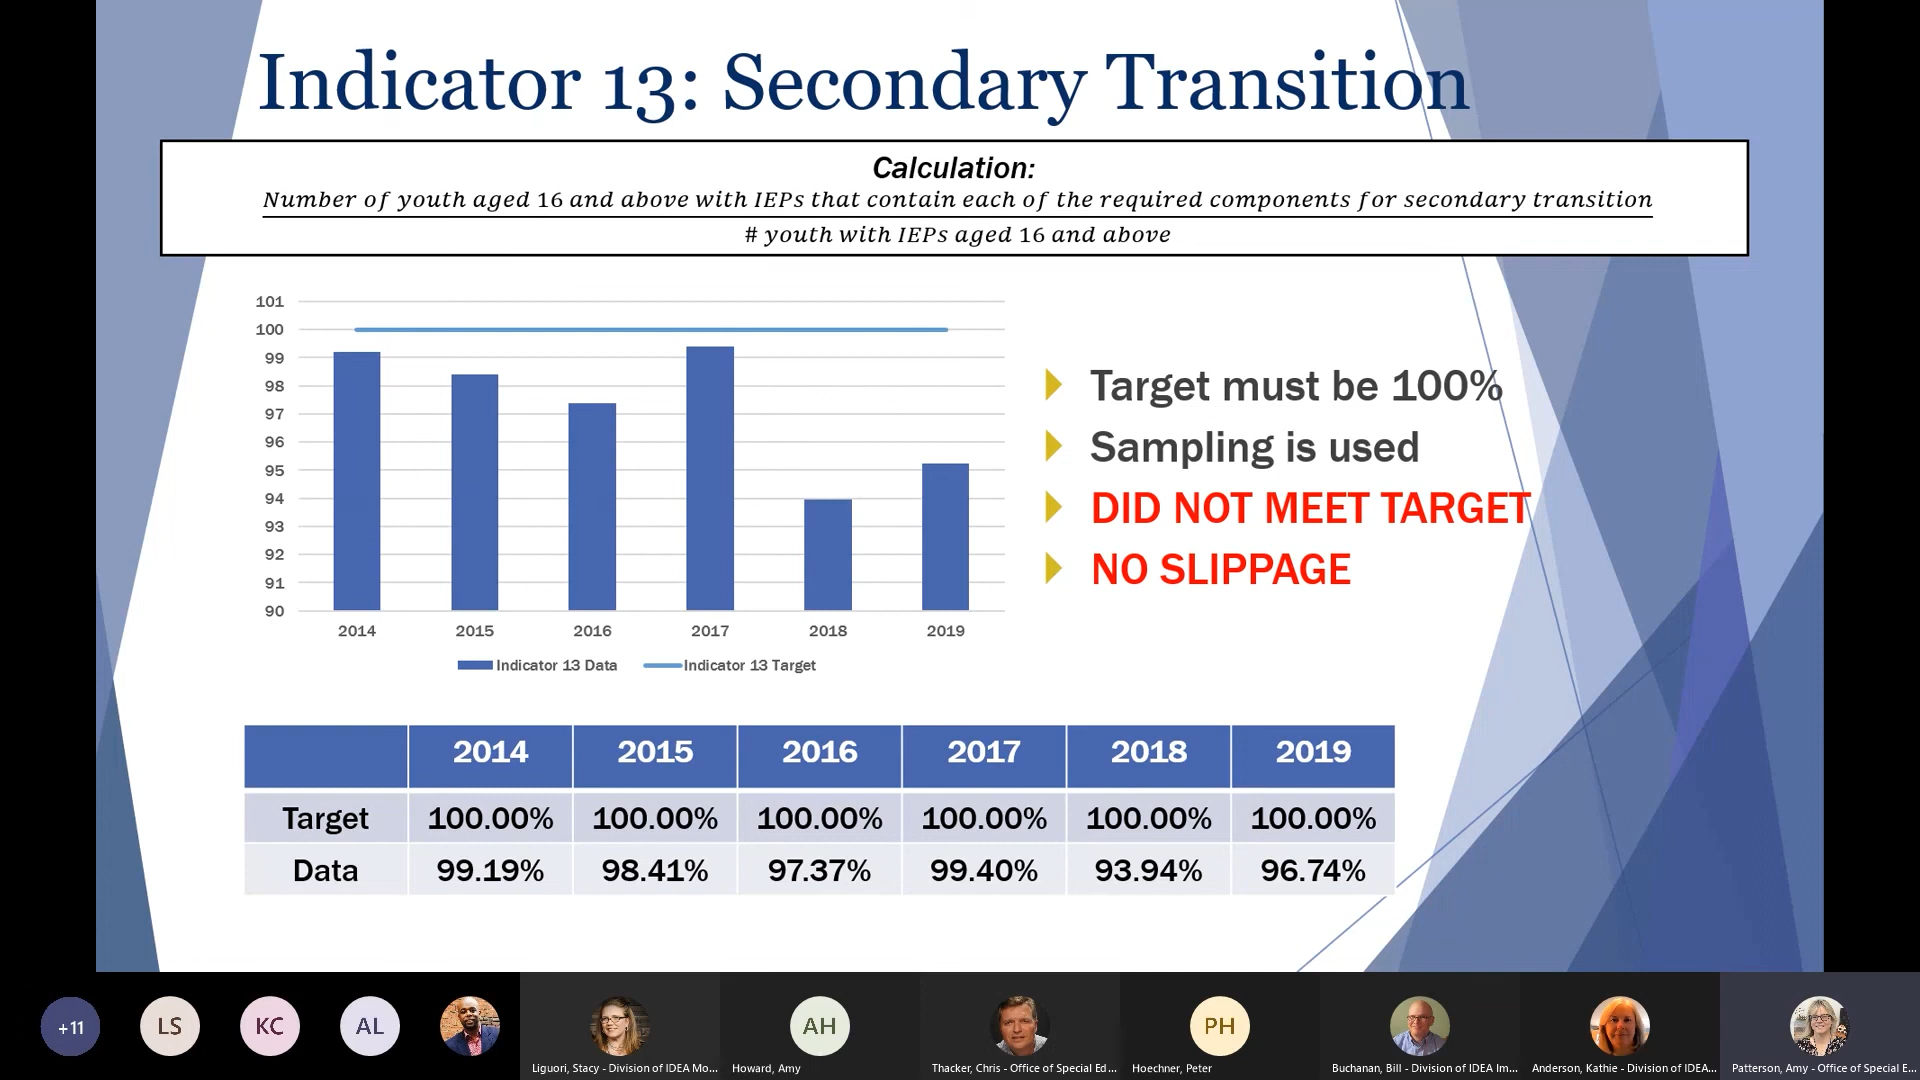 Indicator 13: Secondary Transition
Calculation:
Number of youth aged 16 and above with IEPs that contain each of the required components for secondary transition
# youth with IEPs aged 16 and above
101
100
99
98
97
96
95
94
93
92
91
90
2014 2015 2016 2017 2018 2019
Indicator 13 Data Indicator 13 Target
Target must be 100%
Sampling is used
DID NOT MEET TARGET
NO SLIPPAGE
2014 2015 2016 2017 2018 2019
Target 100.00% 100.00% 100.00% 100.00% 100.00% 100.00%
Data 99.19% 98.41% 97.37% 99.40% 93.94% 96.74%
+11 LS KC AL AH PH
Liguori, Stacy - Division of IDEA Mo... Howard, Amy Thacker, Chris - Office of Special Ed... Hoechner, Peter Buchanan, Bill - Division of IDEA Im... Anderson, Kathie - Division of IDEA... Patterson, Amy - Office of Special E...